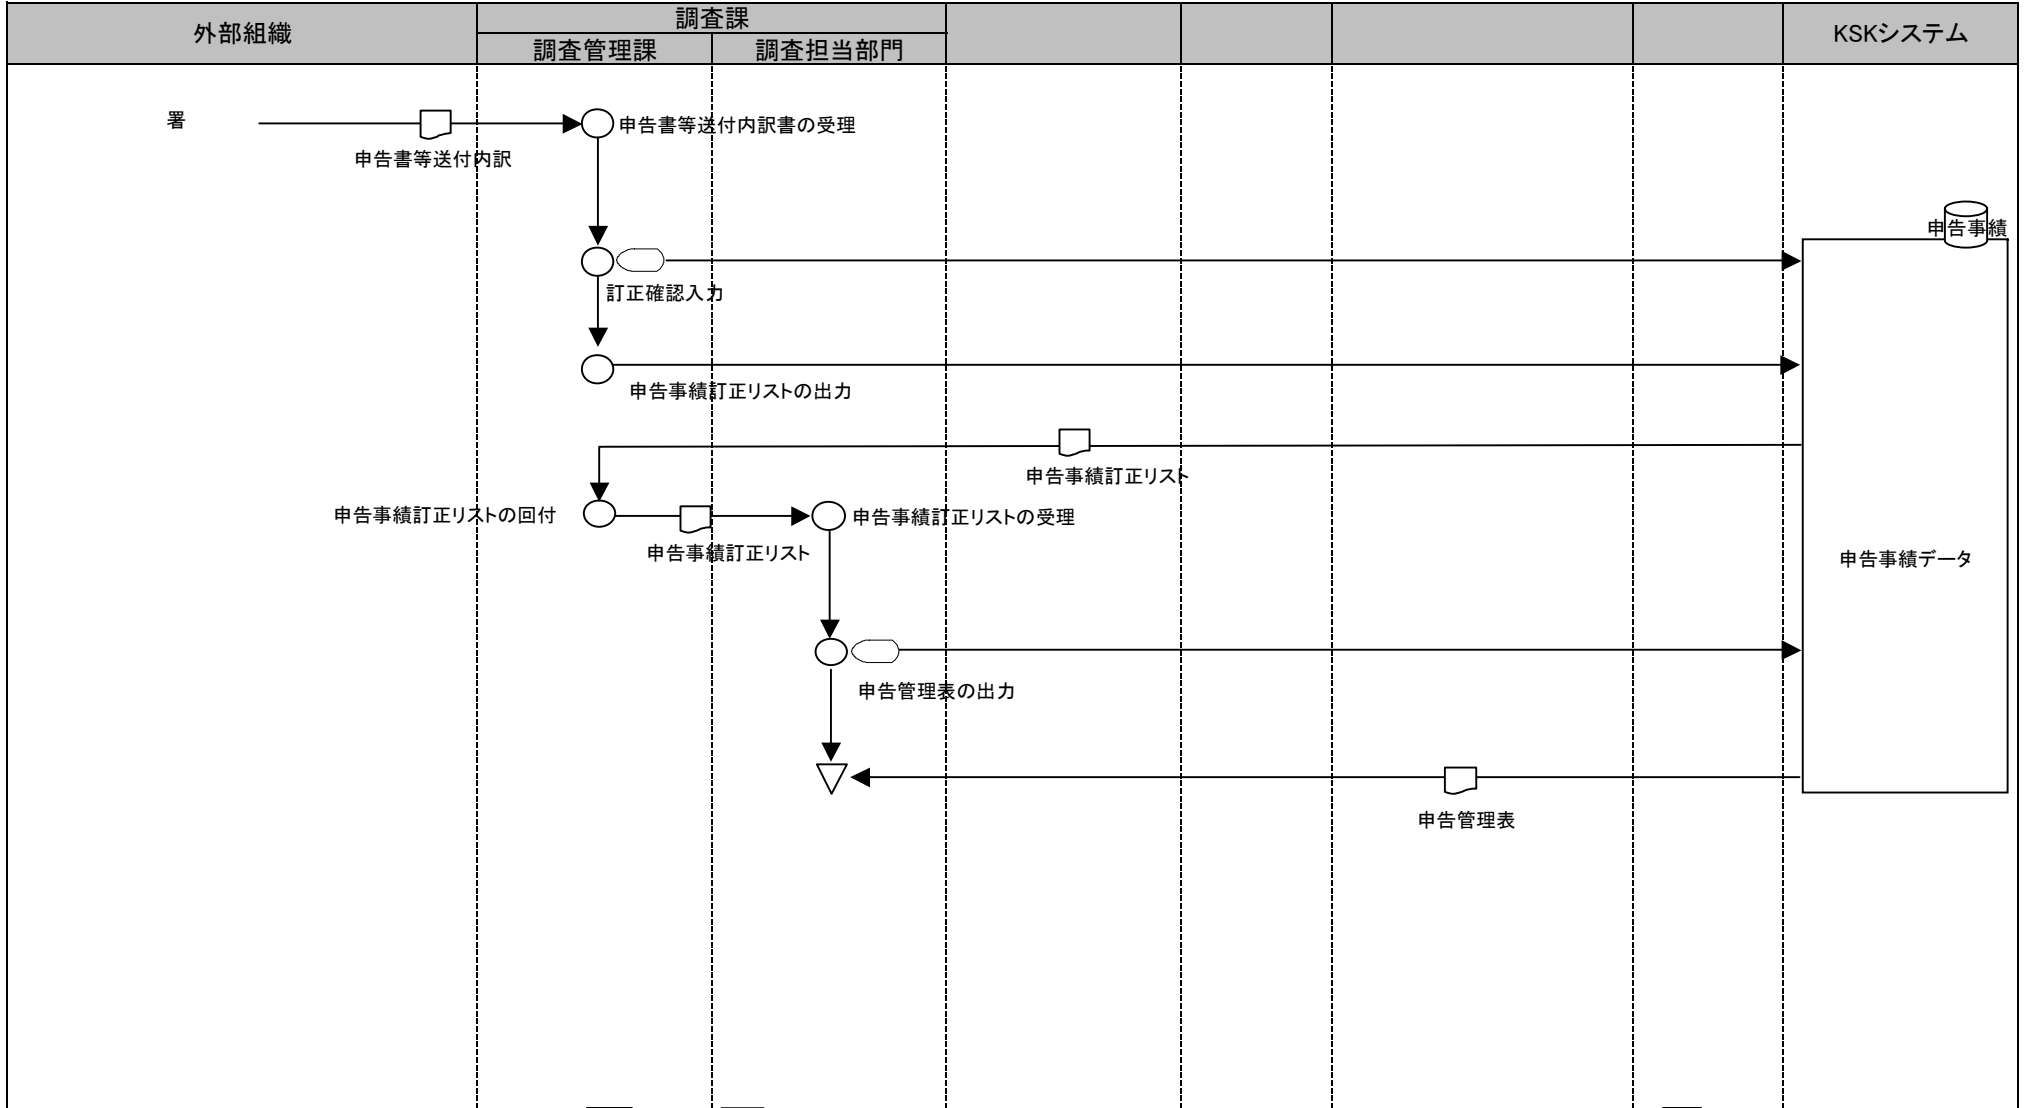 外部組織
調査課
調査管理課
調査担当部門
KSKシステム
署
申告書等送付内訳書の受理
申告書等送付内訳
申告事績
訂正確認入力
申告事績訂正リストの出力
申告事績訂正リスト
申告事績訂正リストの回付
申告事績訂正リストの受理
申告事績訂正リスト
申告事績データ
申告管理表の出力
申告管理表